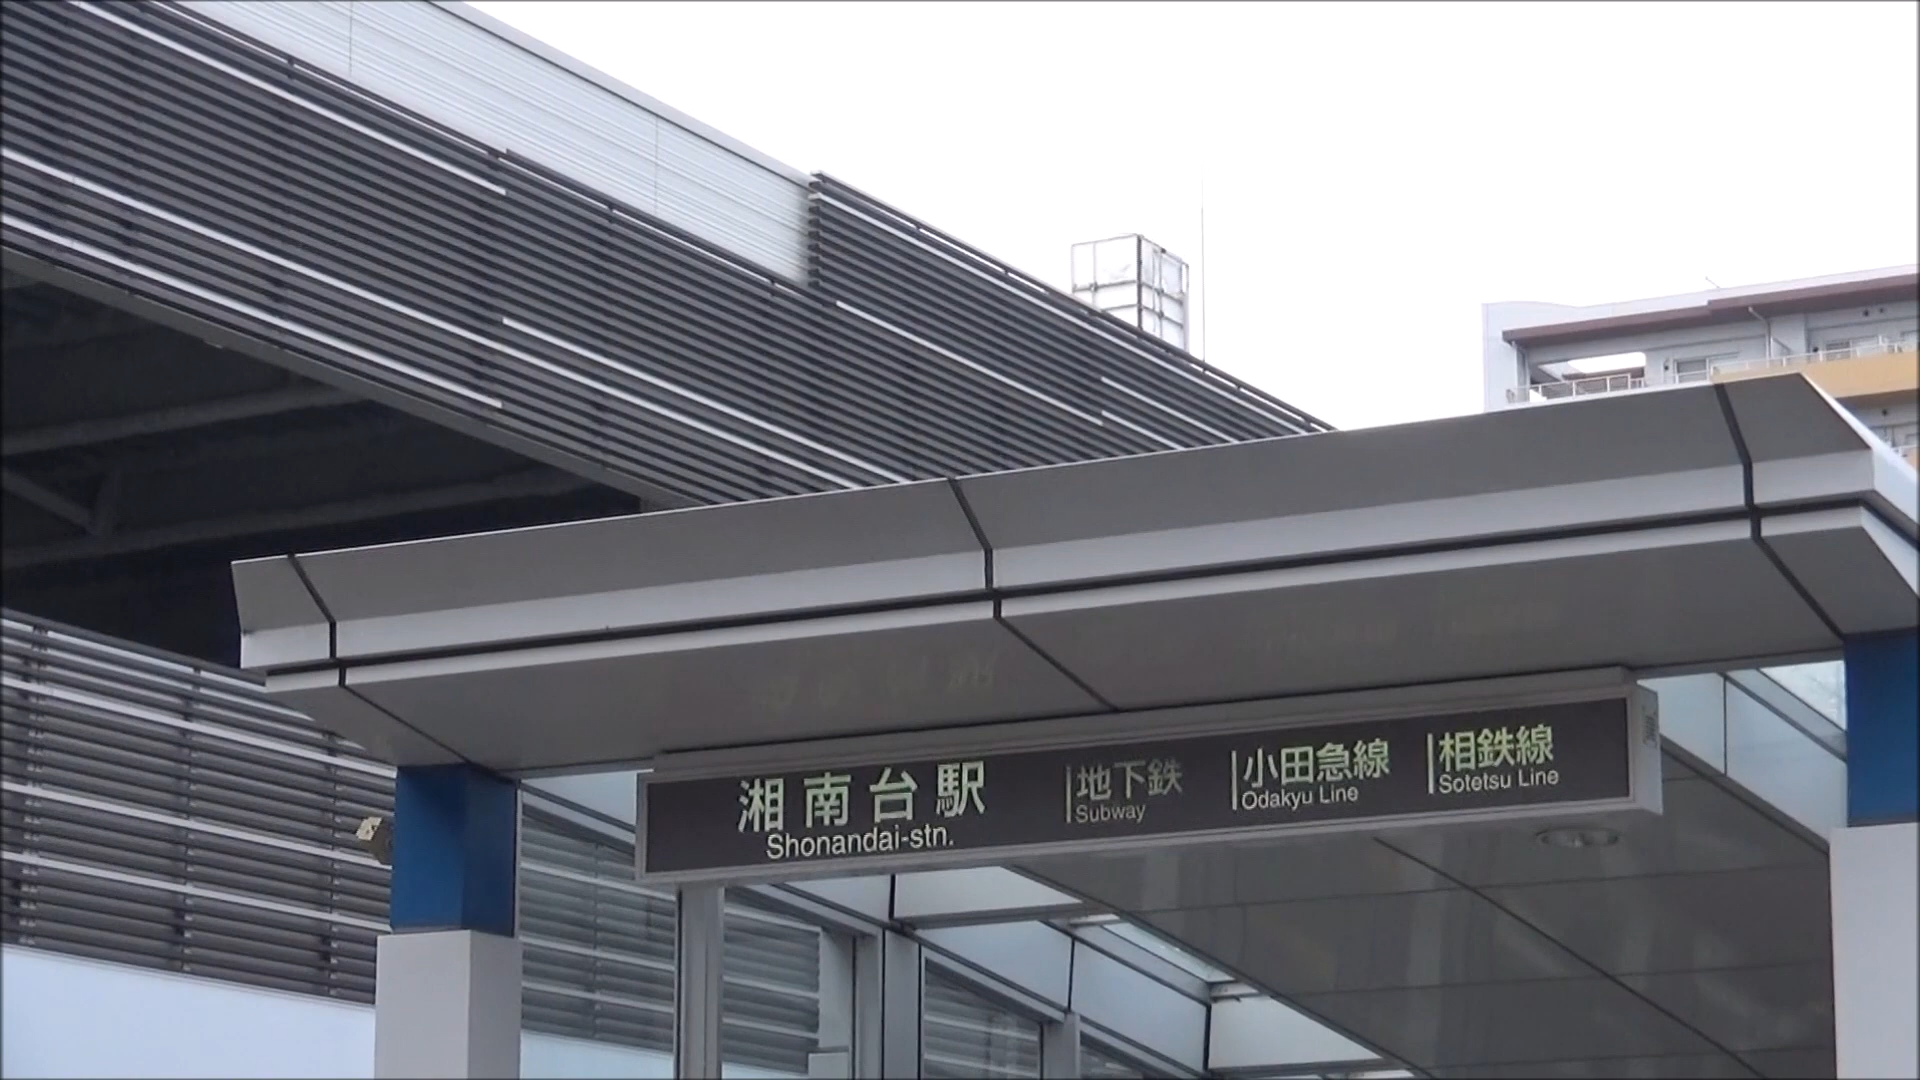 湘南台駅
Shonandai-stn.
地下鉄
Subway
小田急線
Odakyu Line
相鉄線
Sotetsu Line